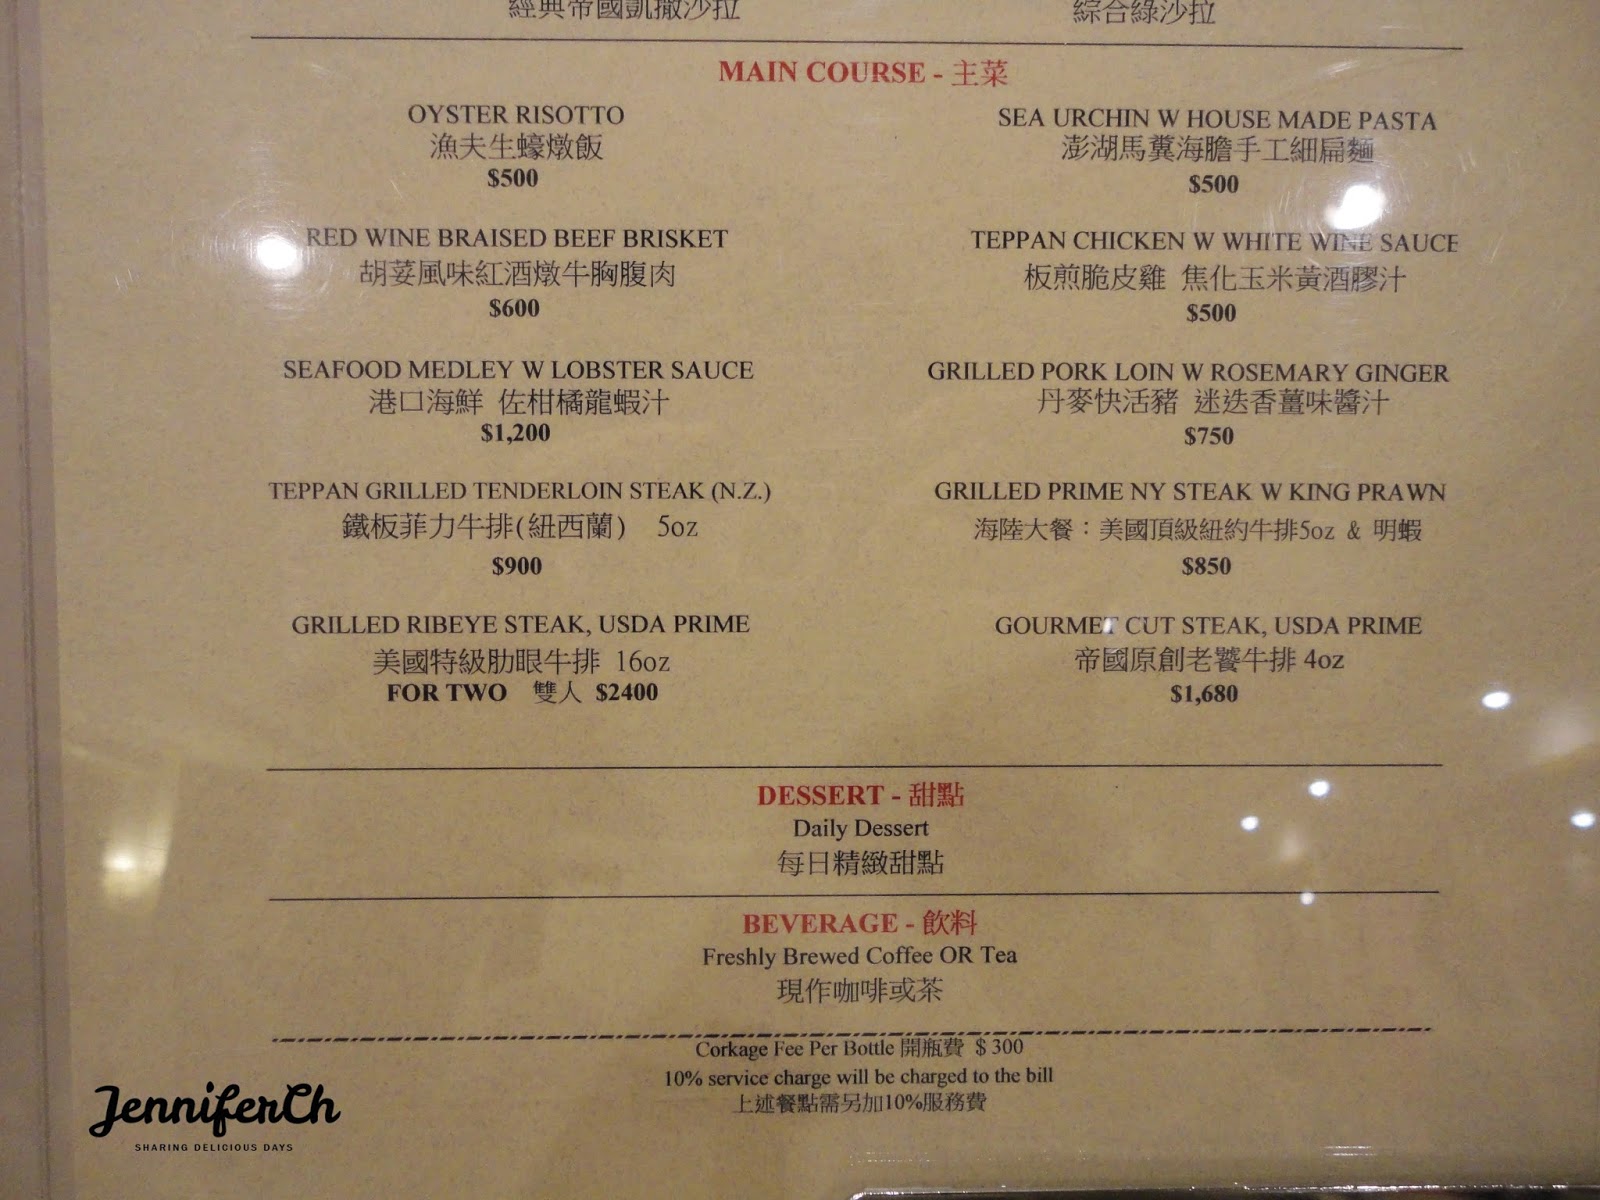 經典帝國凱撒沙拉
綜合綠沙拉
MAIN COURSE - 主菜
OYSTER RISOTTO
漁夫生蠔燉飯
$500
SEA URCHIN W HOUSE MADE PASTA
澎湖馬糞海膽手工細扁麵
$500
RED WINE BRAISED BEEF BRISKET
胡荽風味紅酒燉牛胸腹肉
$600
TEPPAN CHICKEN W WHITE WINE SAUCE
板煎脆皮雞 焦化玉米黃酒膠汁
$500
SEAFOOD MEDLEY W LOBSTER SAUCE
港口海鮮 佐柑橘龍蝦汁
$1,200
GRILLED PORK LOIN W ROSEMARY GINGER
丹麥快活豬 迷迭香薑味醬汁
$750
TEPPAN GRILLED TENDERLOIN STEAK (N.Z.)
鐵板菲力牛排(紐西蘭) 5oz
$900
GRILLED PRIME NY STEAK W KING PRAWN
海陸大餐：美國頂級紐約牛排5oz & 明蝦
$850
GRILLED RIBEYE STEAK, USDA PRIME
美國特級肋眼牛排 16oz
FOR TWO 雙人 $2400
GOURMET CUT STEAK, USDA PRIME
帝國原創老饕牛排 4oz
$1,680
DESSERT - 甜點
Daily Dessert
每日精緻甜點
BEVERAGE - 飲料
Freshly Brewed Coffee OR Tea
現作咖啡或茶
Corkage Fee Per Bottle 開瓶費 $ 300
10% service charge will be charged to the bill
上述餐點需另加10%服務費
JenniferCh
SHARING DELICIOUS DAYS